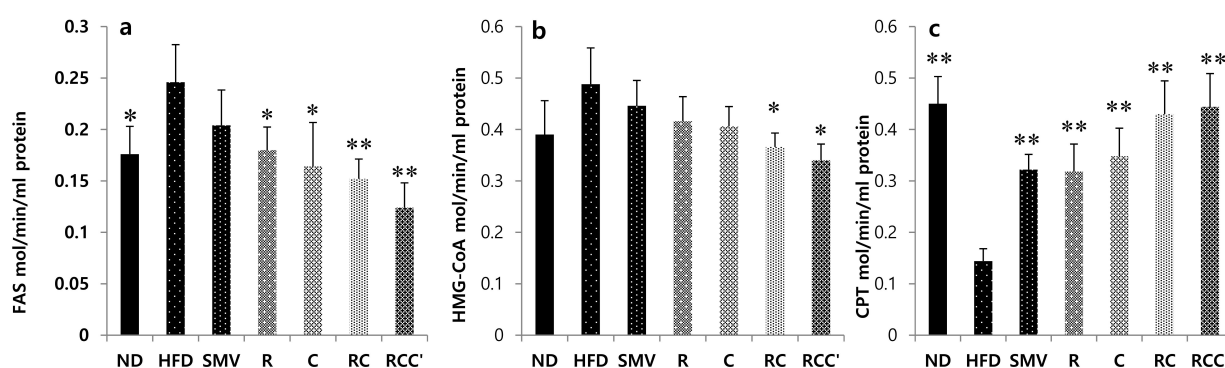 a
FAS mol/min/ml protein
0.3
0.25
0.2
0.15
0.1
0.05
0
* * * ** **
ND HFD SMV R C RC RCC'
b
HMG-CoA mol/min/ml protein
0.6
0.5
0.4
0.3
0.2
0.1
0
* *
ND HFD SMV R C RC RCC'
c
CPT mol/min/ml protein
0.6
0.5
0.4
0.3
0.2
0.1
0
** ** ** ** ** **
ND HFD SMV R C RC RCC